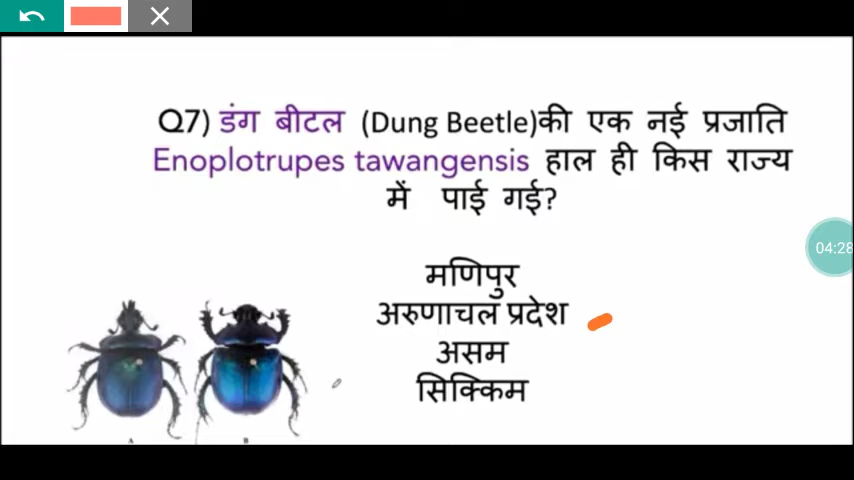 Q7) डंग बीटल (Dung Beetle)की एक नई प्रजाति
Enoplotrupes tawangensis हाल ही किस राज्य
में पाई गई?
04:28
मणिपुर
अरुणाचल प्रदेश
असम
सिक्किम
A B